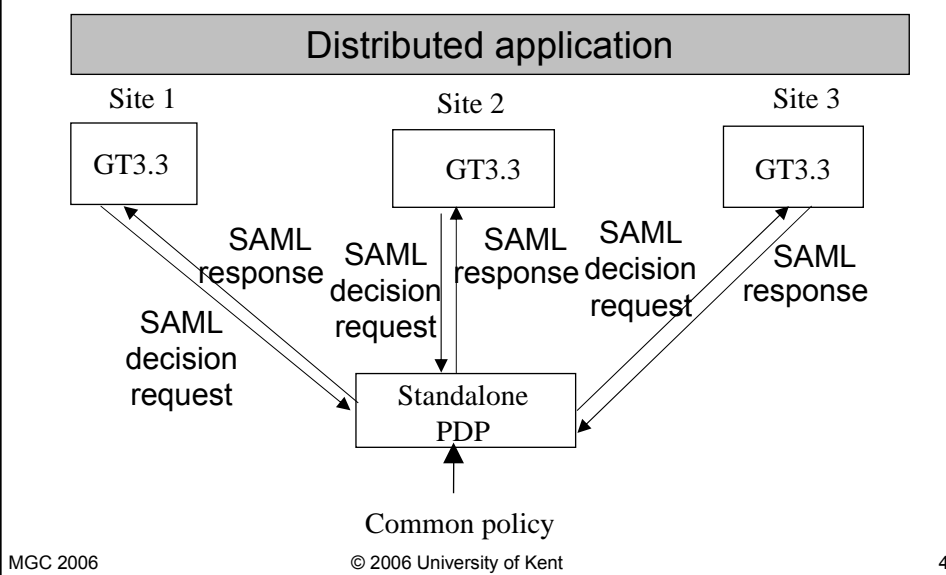 Distributed application
Site 1
Site 2
Site 3
GT3.3
GT3.3
GT3.3
SAML
response
SAML
decision
request
SAML
response
SAML
decision
request
SAML
response
SAML
decision
request
Standalone
PDP
Common policy
MGC 2006
© 2006 University of Kent
4